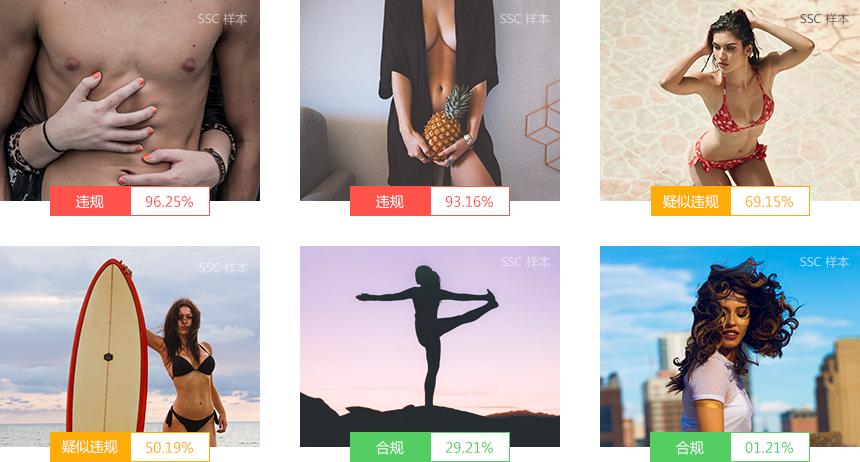 SSC 样本
SSC 样本
SSC 样本
违规 96.25%
违规 93.16%
疑似违规 69.15%
SSC 样本
SSC 样本
SSC 样本
疑似违规 50.19%
合规 29.21%
合规 01.21%